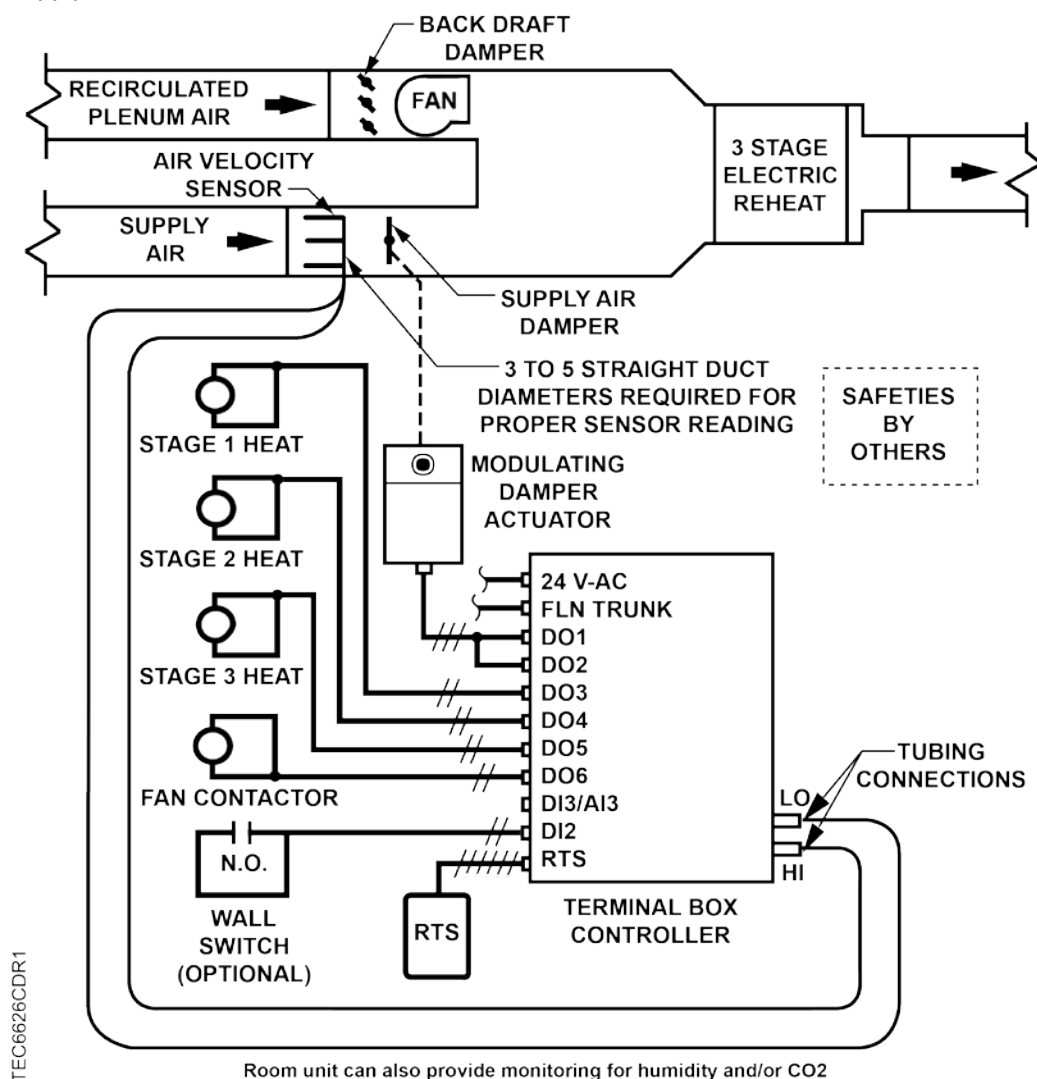 BACK DRAFT
DAMPER
RECIRCULATED
PLENUM AIR
FAN
AIR VELOCITY
SENSOR
3 STAGE
ELECTRIC
REHEAT
SUPPLY
AIR
SUPPLY AIR
DAMPER
3 TO 5 STRAIGHT DUCT
DIAMETERS REQUIRED FOR
PROPER SENSOR READING
SAFETIES
BY
OTHERS
STAGE 1 HEAT
MODULATING
DAMPER
ACTUATOR
STAGE 2 HEAT
STAGE 3 HEAT
FAN CONTACTOR
24 V-AC
FLN TRUNK
DO1
DO2
DO3
DO4
DO5
DO6
DI3/AI3
DI2
RTS
TUBING
CONNECTIONS
LO
HI
N.O.
WALL
SWITCH
(OPTIONAL)
RTS
TERMINAL BOX
CONTROLLER
TEC6626CDR1
Room unit can also provide monitoring for humidity and/or CO2